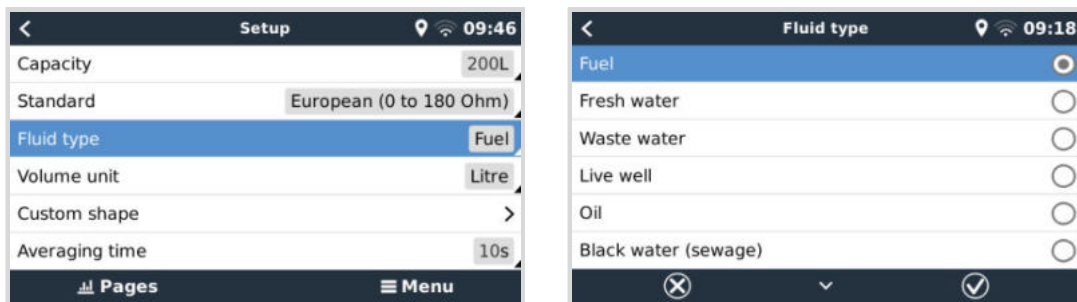 Setup 09:46
Capacity 200L
Standard European (0 to 180 Ohm)
Fluid type Fuel
Volume unit Litre
Custom shape
Averaging time 10s
Pages Menu
Fluid type 09:18
Fuel
Fresh water
Waste water
Live well
Oil
Black water (sewage)